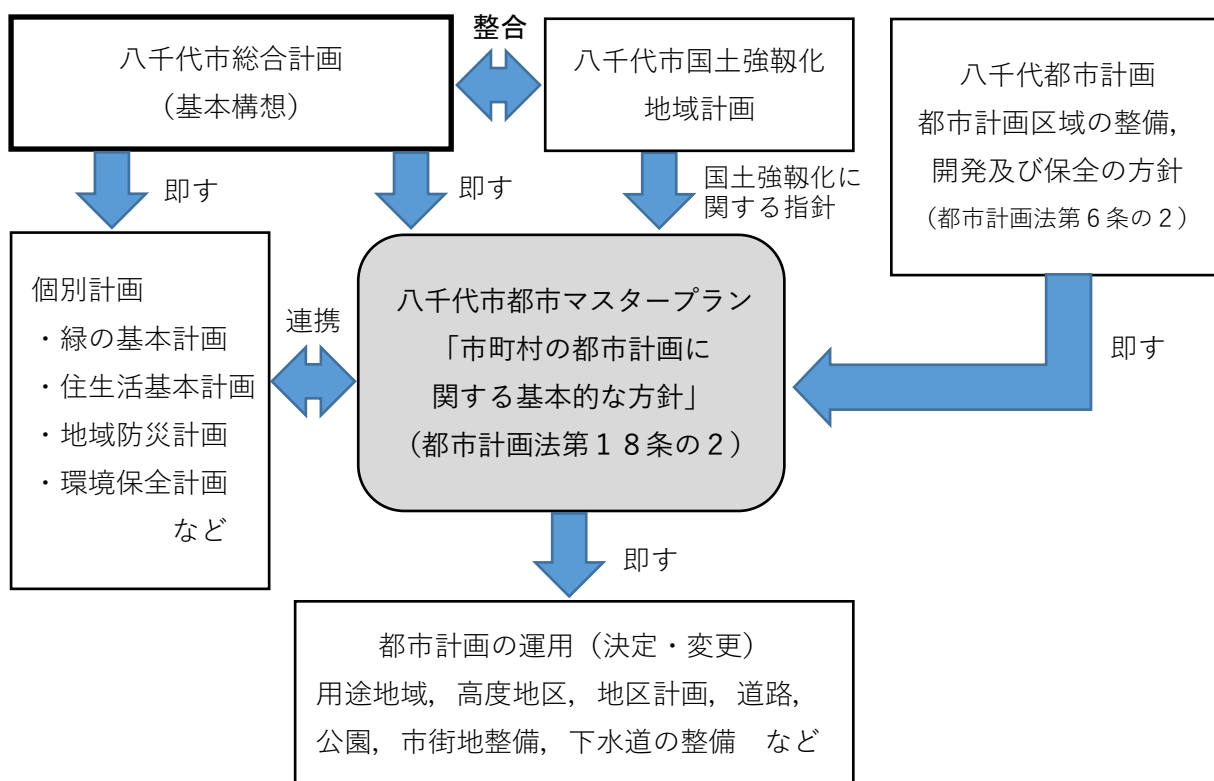 八千代市総合計画
（基本構想）
整合
八千代市国土強靱化
地域計画
八千代都市計画
都市計画区域の整備，
開発及び保全の方針
（都市計画法第６条の２）
即す
即す
国土強靱化に
関する指針
個別計画
・緑の基本計画
・住生活基本計画
・地域防災計画
・環境保全計画
など
連携
八千代市都市マスタープラン
「市町村の都市計画に
関する基本的な方針」
（都市計画法第１８条の２）
即す
即す
都市計画の運用（決定・変更）
用途地域，高度地区，地区計画，道路，
公園，市街地整備，下水道の整備　など